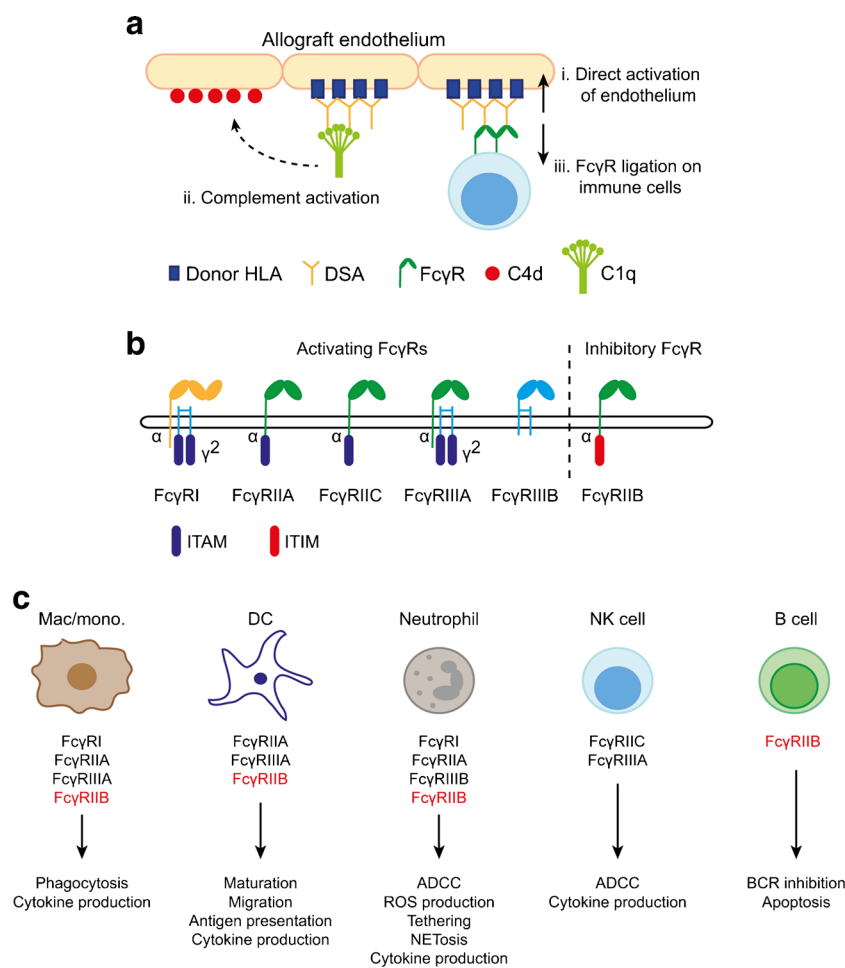 a
Allograft endothelium
i. Direct activation
of endothelium
iii. FcγR ligation on
immune cells
ii. Complement activation
Donor HLA
DSA
FcγR
C4d
C1q
b
Activating FcγRs
Inhibitory FcγR
α
γ2
α
α
α
γ2
α
FcγRI
FcγRIIA
FcγRIIC
FcγRIIIA
FcγRIIIB
FcγRIIB
ITAM
ITIM
c
Mac/mono.
FcγRI
FcγRIIA
FcγRIIIA
FcγRIIB
Phagocytosis
Cytokine production
DC
FcγRIIA
FcγRIIIA
FcγRIIB
Maturation
Migration
Antigen presentation
Cytokine production
Neutrophil
FcγRI
FcγRIIA
FcγRIIIB
FcγRIIB
ADCC
ROS production
Tethering
NETosis
Cytokine production
NK cell
FcγRIIC
FcγRIIIA
ADCC
Cytokine production
B cell
FcγRIIB
BCR inhibition
Apoptosis